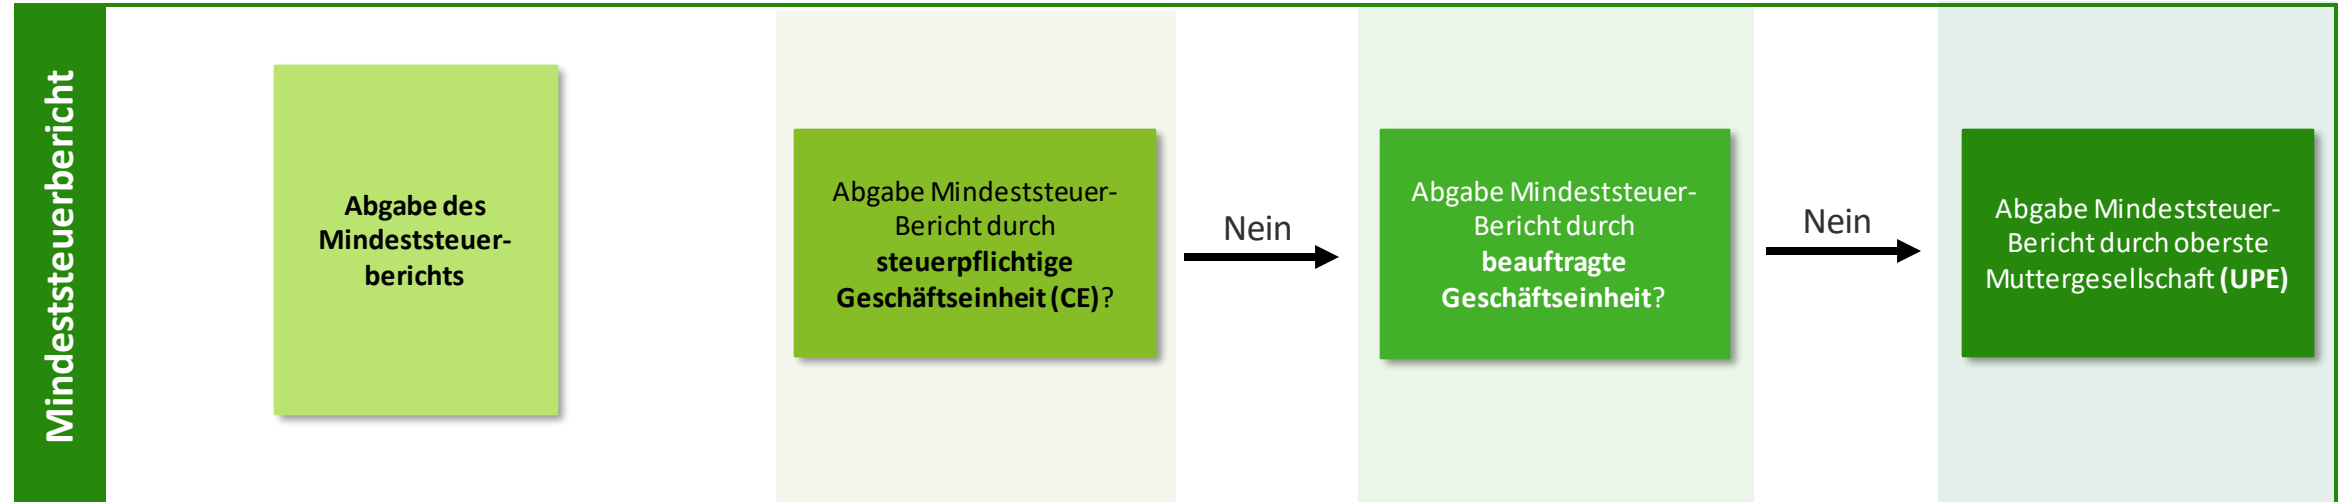 Mindeststeuerbericht
Abgabe des
Mindeststeuer-
berichts
Abgabe Mindeststeuer-
Bericht durch
steuerpflichtige
Geschäftseinheit (CE)?
Nein
Abgabe Mindeststeuer-
Bericht durch
beauftragte
Geschäftseinheit?
Nein
Abgabe Mindeststeuer-
Bericht durch oberste
Muttergesellschaft (UPE)